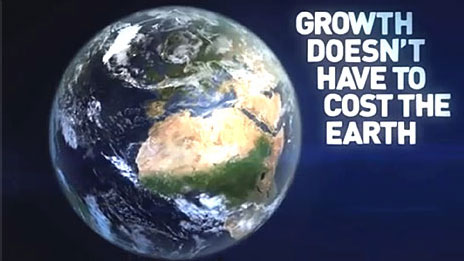 GROWTH
DOESN'T
HAVE TO
COST THE
EARTH